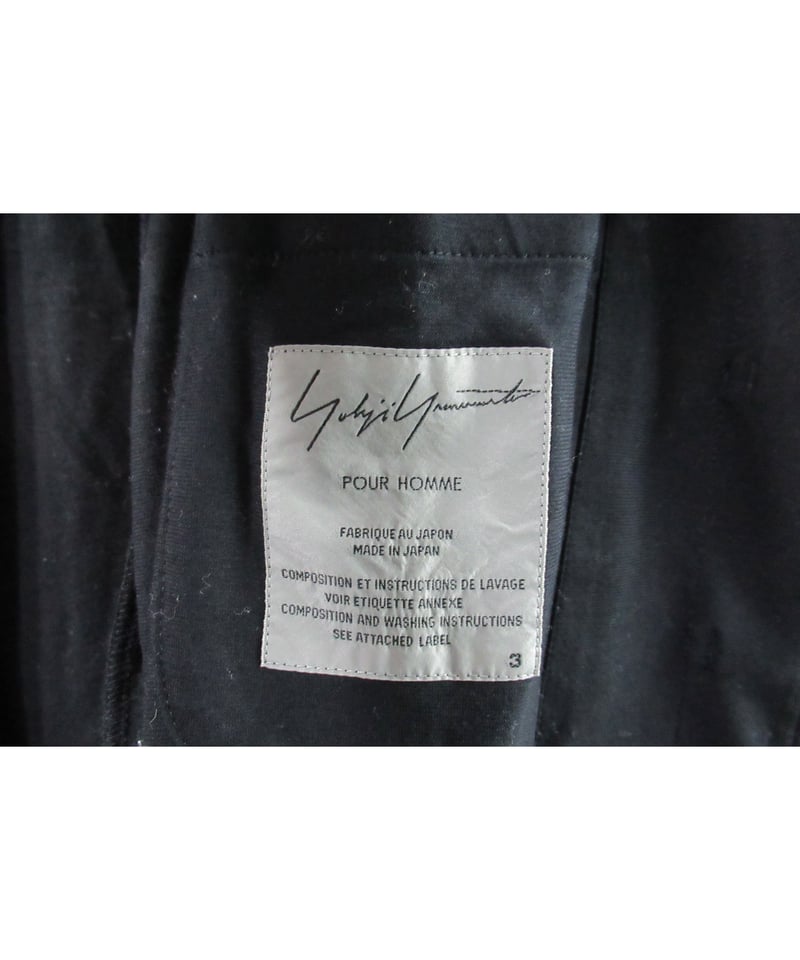 Yohji Yamamoto
POUR HOMME
FABRIQUE AU JAPON
MADE IN JAPAN
COMPOSITION ET INSTRUCTIONS DE LAVAGE
VOIR ETIQUETTE ANNEXE
COMPOSITION AND WASHING INSTRUCTIONS
SEE ATTACHED LABEL
3